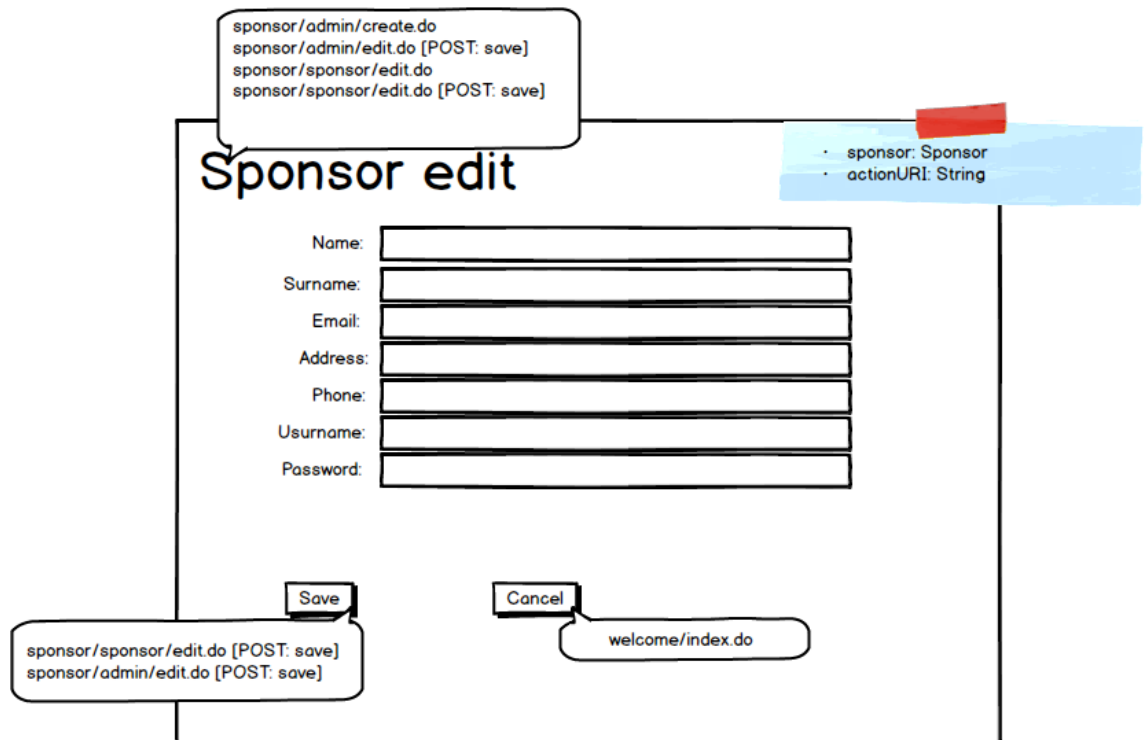 sponsor/admin/create.do
sponsor/admin/edit.do [POST: save]
sponsor/sponsor/edit.do
sponsor/sponsor/edit.do [POST: save]
Sponsor edit
· sponsor: Sponsor
· actionURI: String
Name:
Surname:
Email:
Address:
Phone:
Usurname:
Password:
Save
Cancel
sponsor/sponsor/edit.do [POST: save]
sponsor/admin/edit.do [POST: save]
welcome/index.do